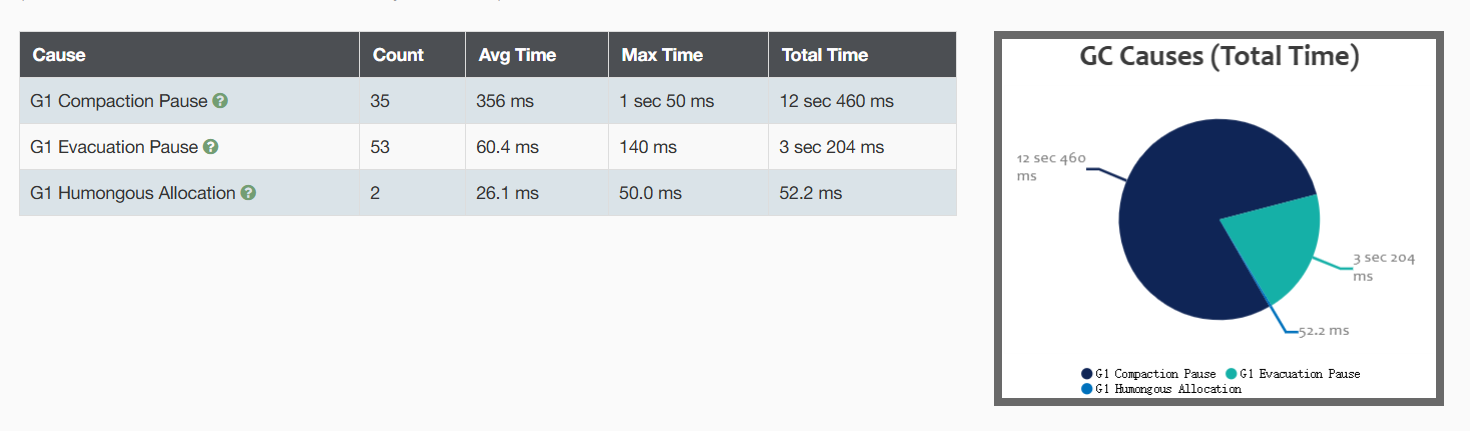 Cause Count Avg Time Max Time Total Time
G1 Compaction Pause 35 356 ms 1 sec 50 ms 12 sec 460 ms
G1 Evacuation Pause 53 60.4 ms 140 ms 3 sec 204 ms
G1 Humongous Allocation 2 26.1 ms 50.0 ms 52.2 ms
GC Causes (Total Time)
12 sec 460
ms
3 sec 204
ms
52.2 ms
G1 Compaction Pause G1 Evacuation Pause
G1 Humongous Allocation